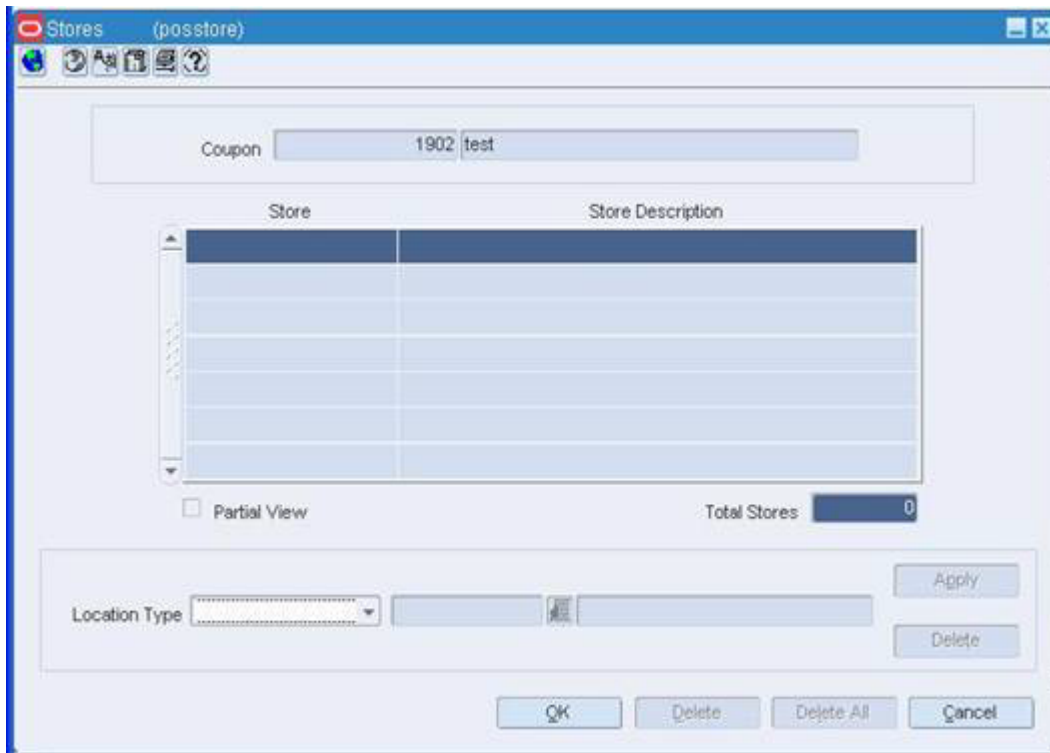 Stores (posstore)
Coupon 1902 test
Store Store Description
Partial View Total Stores 0
Apply
Location Type
Delete
OK Delete Delete All Cancel